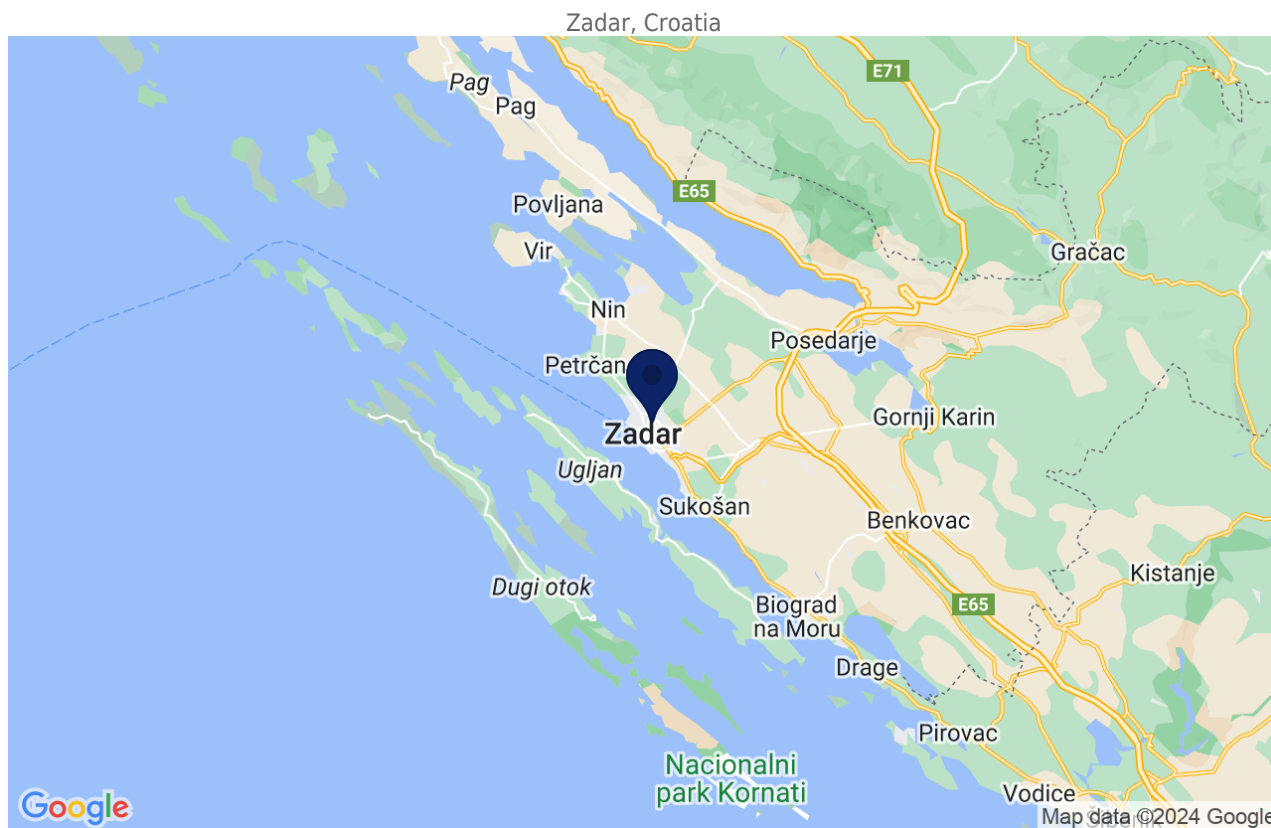 Zadar, Croatia
Pag
Pag
E71
E65
Povljana
Vir
Gračac
Nin
Posedarje
Petrčan
Gornji Karin
Zadar
Ugljan
Sukošan
Benkovac
Kistanje
Dugi otok
Biograd
na Moru
E65
Drage
Pirovac
Nacionalni
park Kornati
Vodice
Google
Map data ©2024 Google